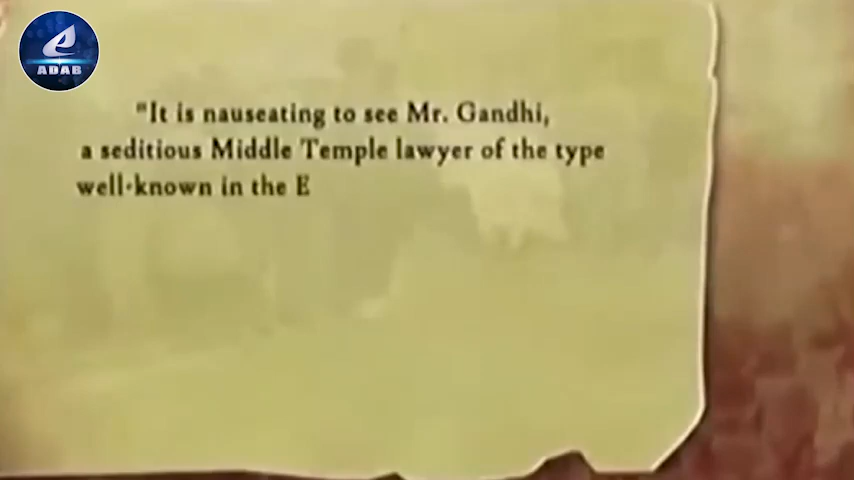 ADAB
"It is nauseating to see Mr. Gandhi,
a seditious Middle Temple lawyer of the type
well-known in the E